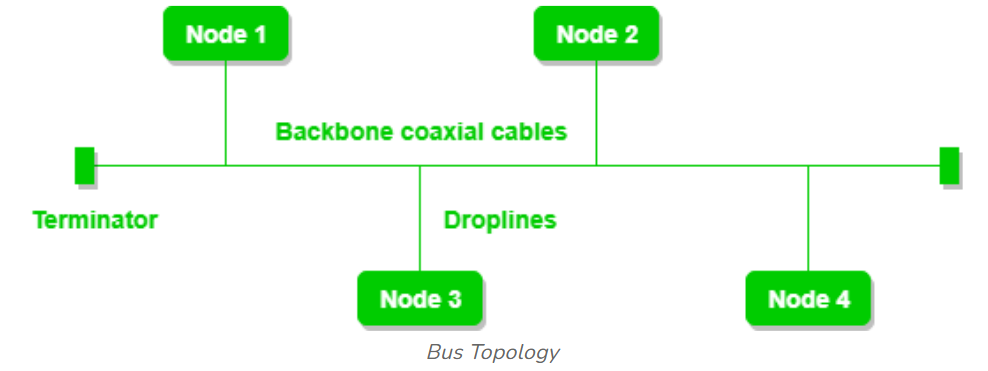 Node 1
Node 2
Backbone coaxial cables
Terminator
Droplines
Node 3
Node 4
Bus Topology